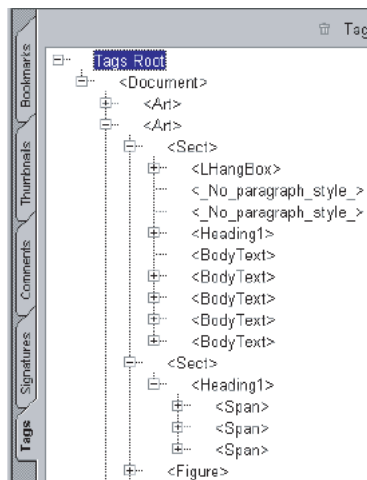 Tag
Tags Root
<Document>
<Art>
<Art>
<Sect>
<LHangBox>
<_No_paragraph_style_>
<_No_paragraph_style_>
<Heading1>
<BodyText>
<BodyText>
<BodyText>
<BodyText>
<BodyText>
<Sect>
<Heading1>
<Span>
<Span>
<Span>
<Figure>
Bookmarks
Thumbnails
Comments
Signatures
Tags